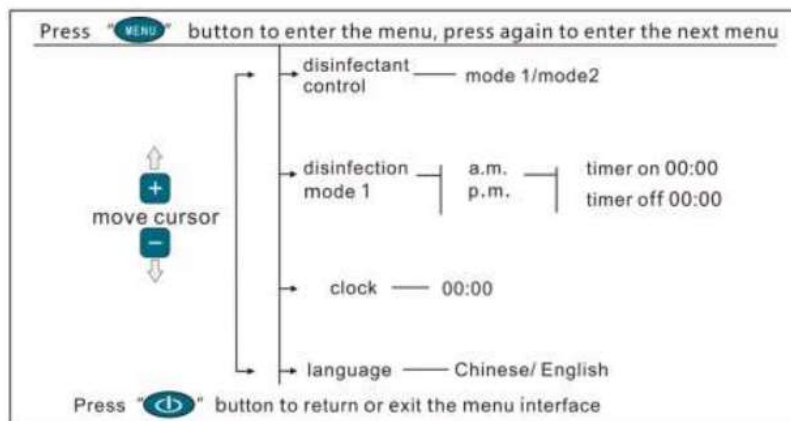 Press "MENU" button to enter the menu, press again to enter the next menu
disinfectant
control
mode 1/mode2
+
move cursor
−
disinfection
mode 1
a.m.
p.m.
timer on 00:00
timer off 00:00
clock
00:00
language
Chinese/ English
Press "⏻" button to return or exit the menu interface